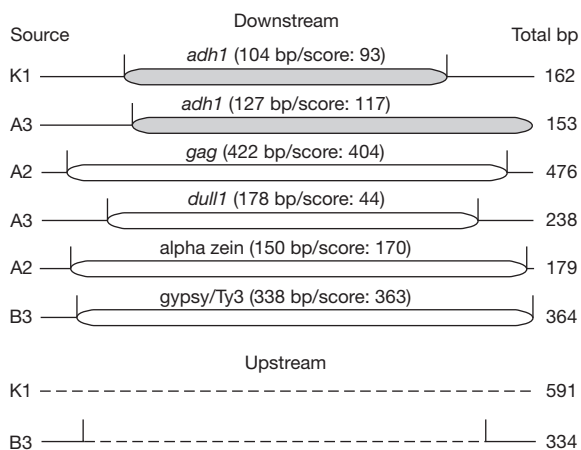 Source Downstream Total bp
adh1 (104 bp/score: 93)
K1 162
adh1 (127 bp/score: 117)
A3 153
gag (422 bp/score: 404)
A2 476
dull1 (178 bp/score: 44)
A3 238
alpha zein (150 bp/score: 170)
A2 179
gypsy/Ty3 (338 bp/score: 363)
B3 364
Upstream
K1 591
B3 334